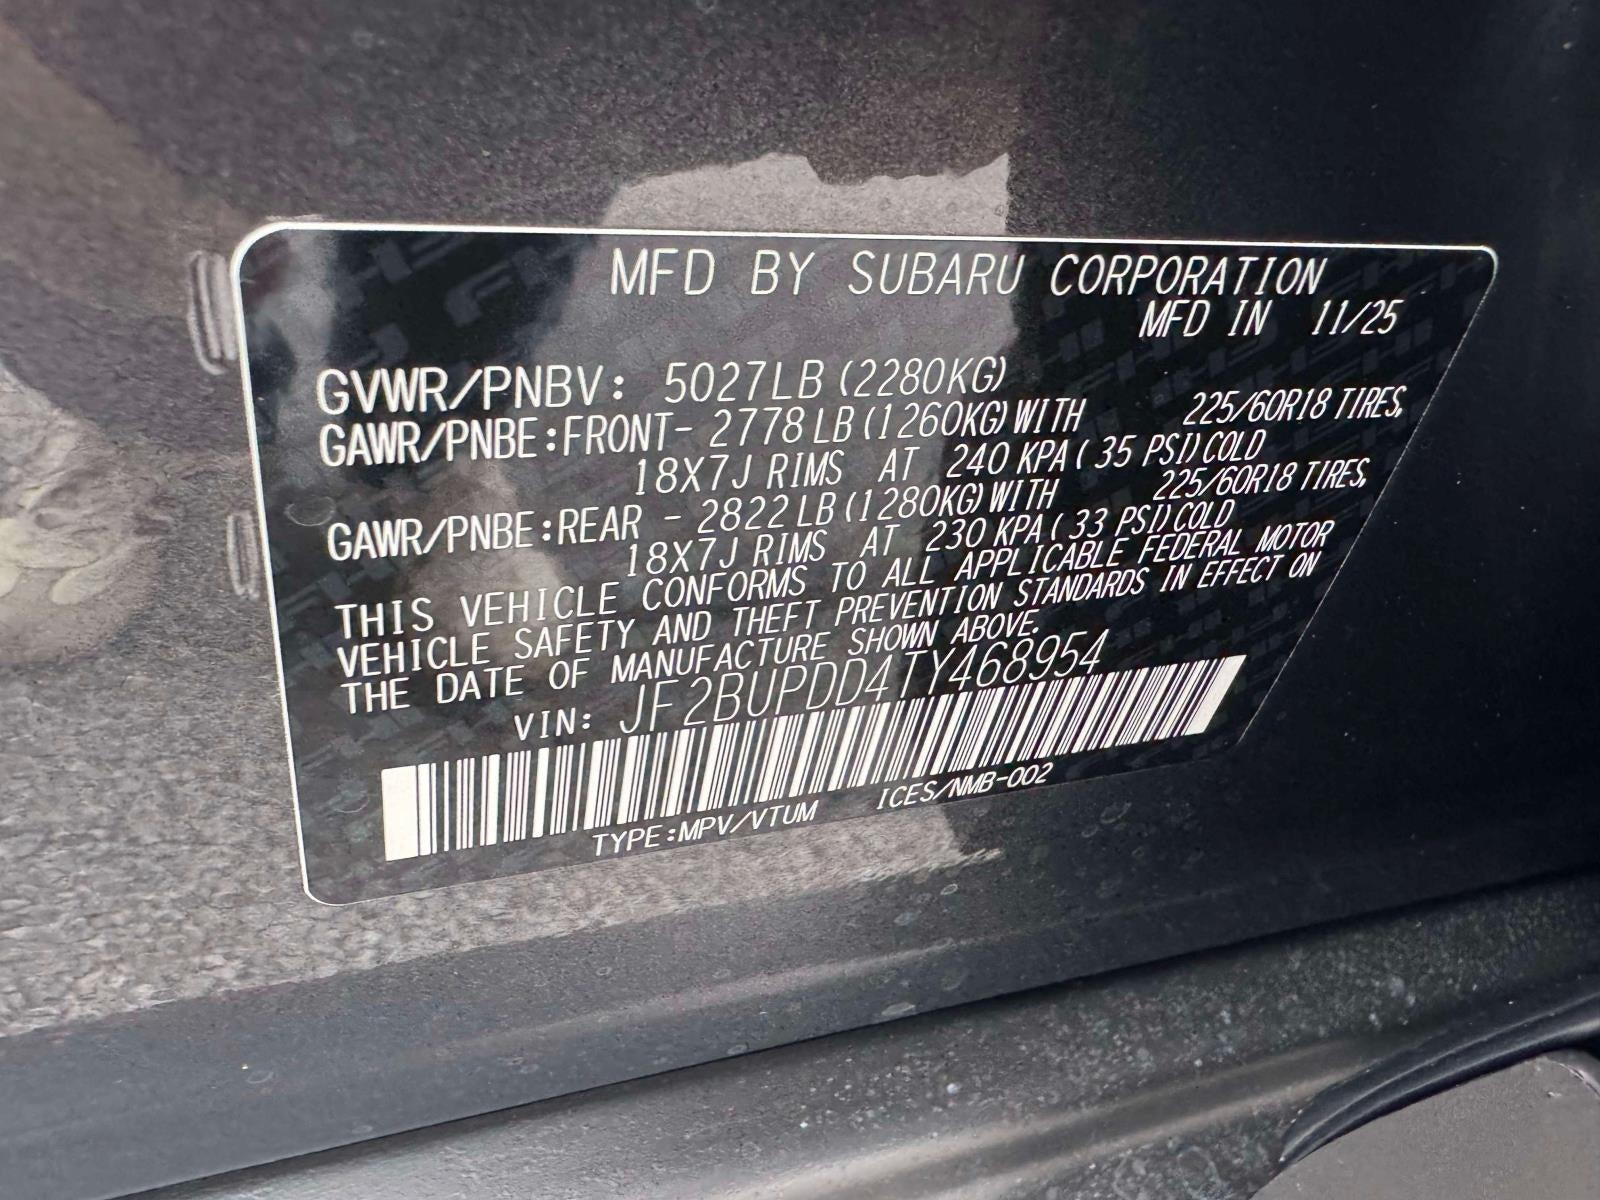 MFD BY SUBARU CORPORATION
MFD IN 11/25
GVWR/PNBV: 5027LB (2280KG)
GAWR/PNBE:FRONT- 2778 LB (1260KG) WITH 225/60R18 TIRES,
18X7J RIMS AT 240 KPA ( 35 PSI) COLD
GAWR/PNBE:REAR - 2822 LB (1280KG) WITH 225/60R18 TIRES,
18X7J RIMS AT 230 KPA ( 33 PSI) COLD
THIS VEHICLE CONFORMS TO ALL APPLICABLE FEDERAL MOTOR
VEHICLE SAFETY AND THEFT PREVENTION STANDARDS IN EFFECT ON
THE DATE OF MANUFACTURE SHOWN ABOVE.
VIN: JF2BUPDD4TY468954
TYPE:MPV/VTUM ICES/NMB-002